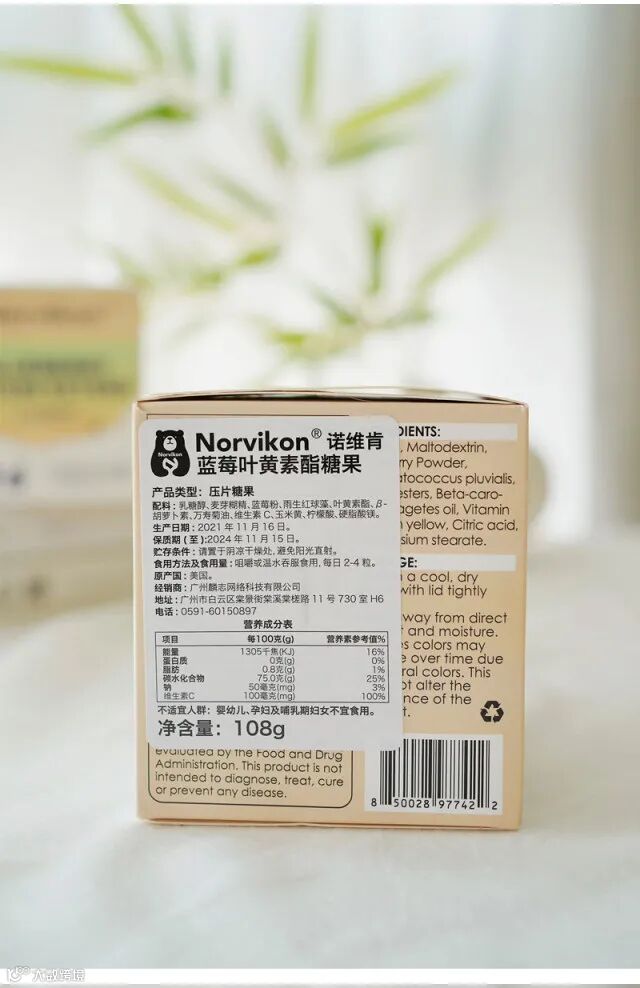 Norvikon® 诺维肯
Norvikon
蓝莓叶黄素酯糖果
产品类型：压片糖果
配料：乳糖醇、麦芽糊精、蓝莓粉、雨生红球藻、叶黄素酯、β-
胡萝卜素、万寿菊油、维生素C、玉米黄、柠檬酸、硬脂酸镁。
生产日期：2021年11月16日。
保质期（至）：2024年11月15日。
贮存条件：请置于阴凉干燥处，避免阳光直射。
食用方法及食用量：咀嚼或温水吞服食用，每日2-4粒。
原产国：美国。
经销商：广州麟志网络科技有限公司
地址：广州市白云区棠景街棠溪棠槎路11号730室H6
电话：0591-60150897
营养成分表
项目 每100克(g) 营养素参考值%
能量 1305千焦(KJ) 16%
蛋白质 0克(g) 0%
脂肪 0.8克(g) 1%
碳水化合物 75.0克(g) 25%
钠 50毫克(mg) 3%
维生素C 100毫克(mg) 100%
不适宜人群：婴幼儿、孕妇及哺乳期妇女不宜食用。
净含量：108g
DIENTS:
, Maltodextrin,
rry Powder,
atococcus pluvialis,
esters, Beta-caro-
agetes oil, Vitamin
yellow, Citric acid,
sium stearate.
GE:
a cool, dry
with lid tightly
way from direct
t and moisture.
es colors may
e over time due
ral colors. This
ot alter the
nce of the
t.
evaluated by the Food and Drug
Administration. This product is not
intended to diagnose, treat, cure
or prevent any disease.
8 50028 97742 2
大数跨境